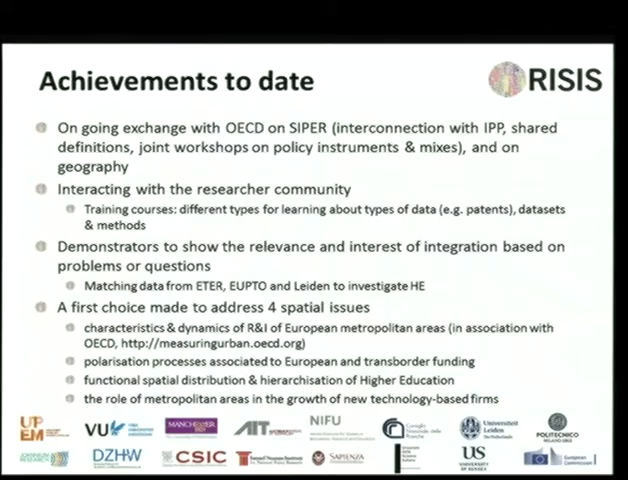 Achievements to date
RISIS
On going exchange with OECD on SIPER (interconnection with IPP, shared
definitions, joint workshops on policy instruments & mixes), and on
geography
Interacting with the researcher community
Training courses: different types for learning about types of data (e.g. patents), datasets
& methods
Demonstrators to show the relevance and interest of integration based on
problems or questions
Matching data from ETER, EUPTO and Leiden to investigate HE
A first choice made to address 4 spatial issues
characteristics & dynamics of R&I of European metropolitan areas (in association with
OECD, http://measuringurban.oecd.org)
polarisation processes associated to European and transborder funding
functional spatial distribution & hierarchisation of Higher Education
the role of metropolitan areas in the growth of new technology-based firms
UP
EM
VU
MANCHESTER
AIT
NIFU
Consiglio
Nazionale delle
Ricerche
Universiteit
Leiden
POLITECNICO
DZHW
CSIC
SAPIENZA
US
UNIVERSITY
OF SUSSEX
European
Commission